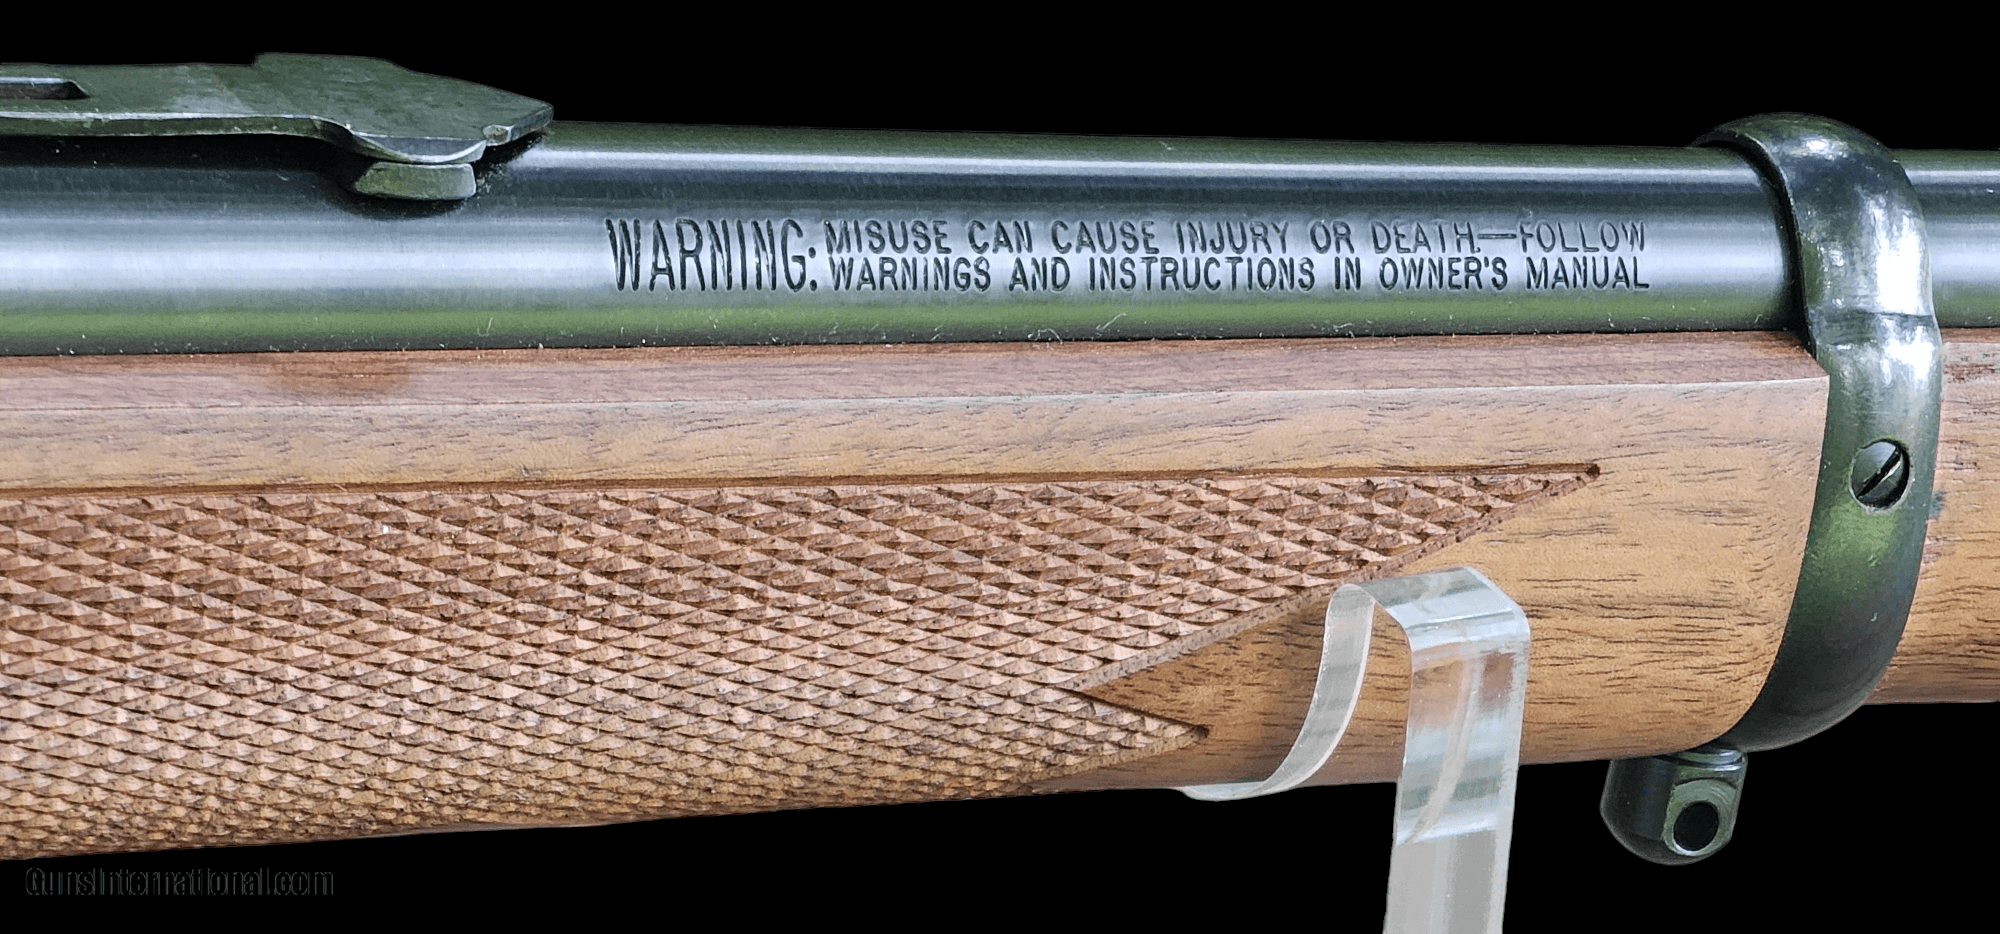 WARNING: MISUSE CAN CAUSE INJURY OR DEATH.—FOLLOW
WARNINGS AND INSTRUCTIONS IN OWNER'S MANUAL
GunsInternational.com